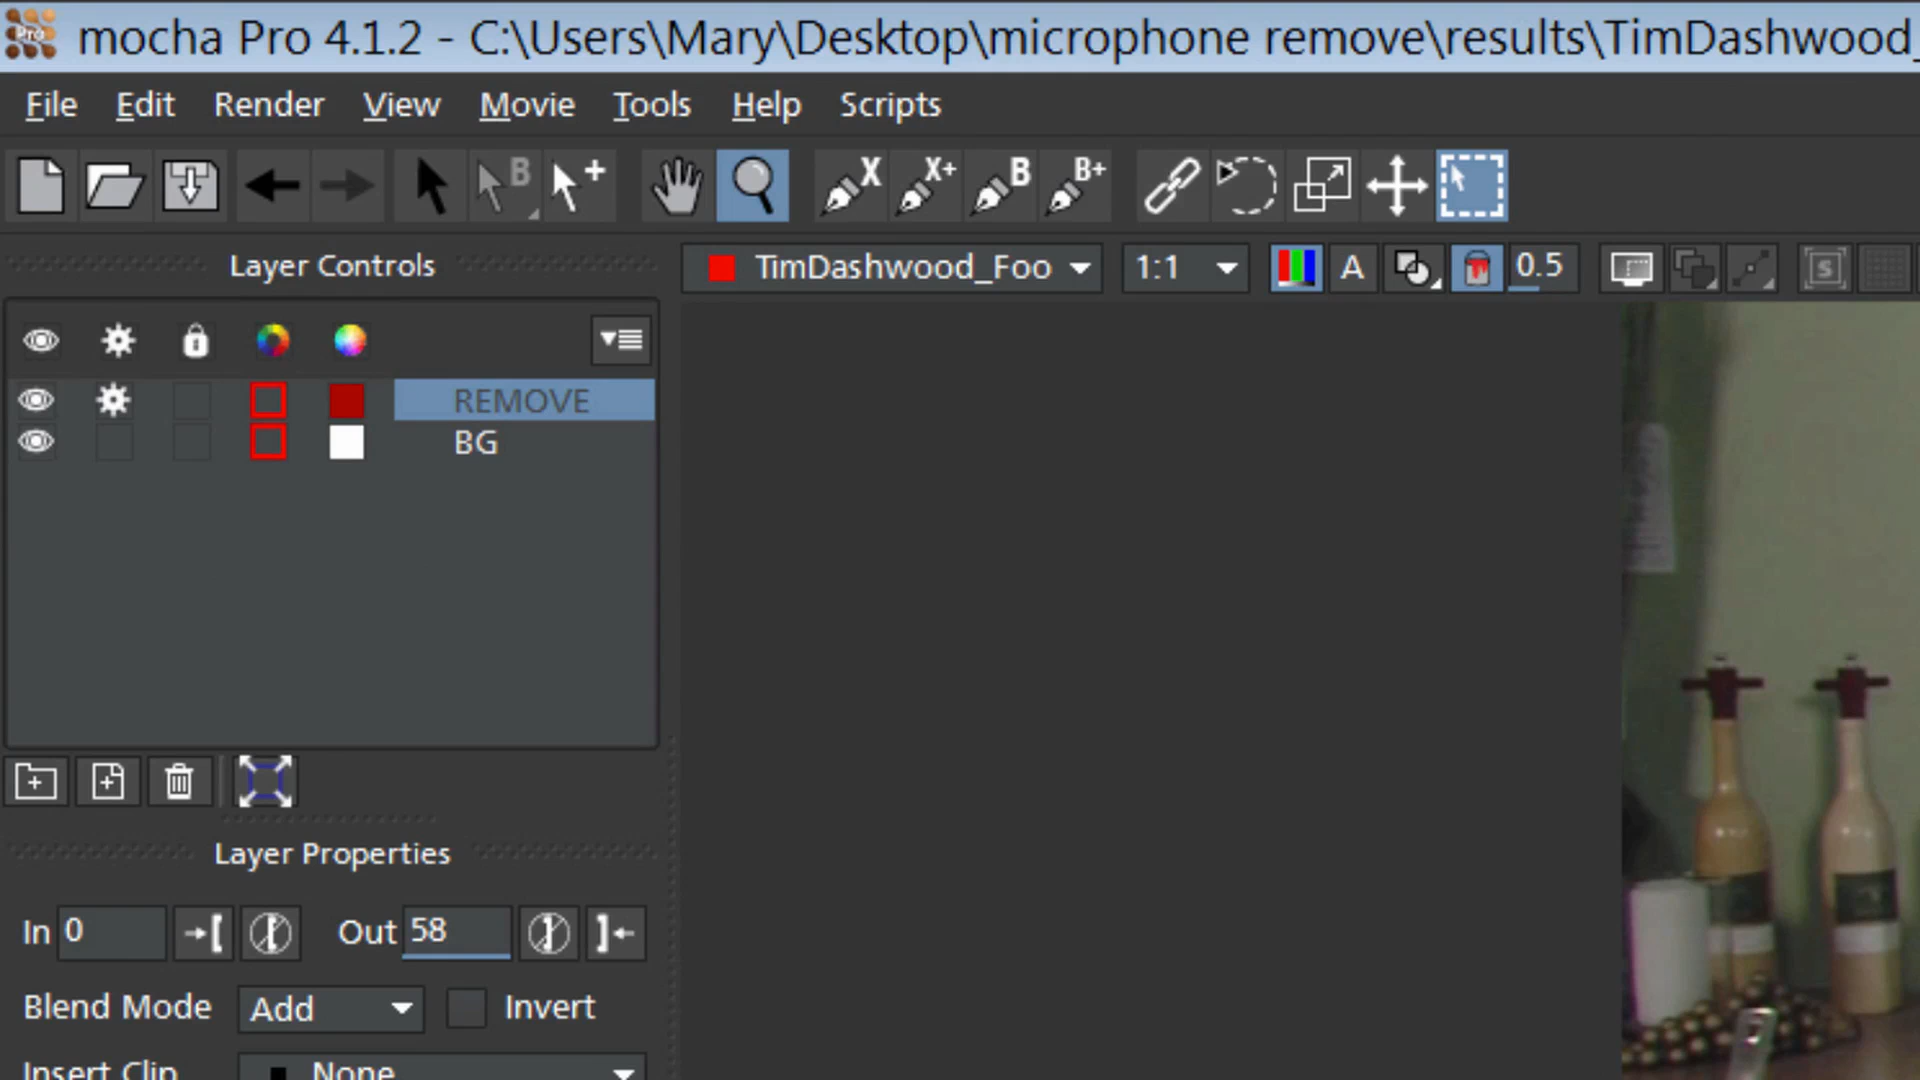 mocha Pro 4.1.2 - C:\Users\Mary\Desktop\microphone remove\results\TimDashwood_
File Edit Render View Movie Tools Help Scripts
B
X X+ B B+
Layer Controls
TimDashwood_Foo 1:1 A 0.5 S
REMOVE
BG
Layer Properties
In 0 Out 58
Blend Mode Add Invert
Insert Clip None